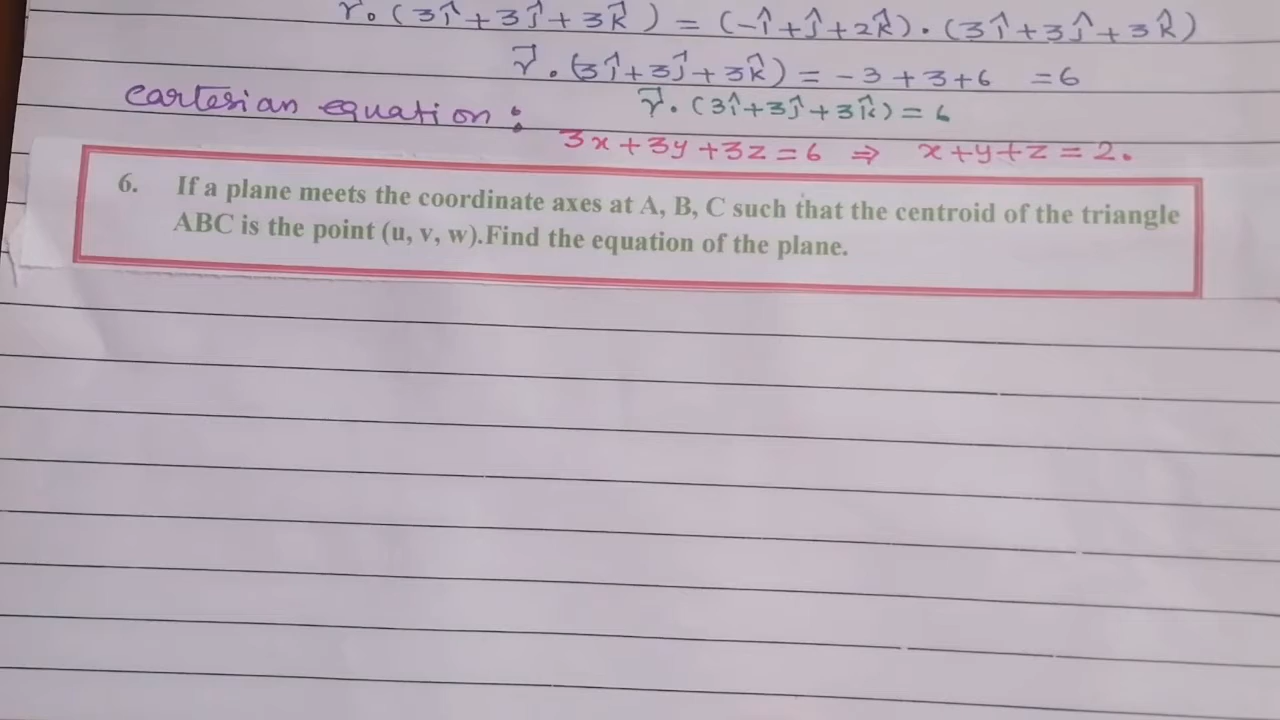 r⃗.(3î+3ĵ+3k̂) = (-î+ĵ+2k̂).(3î+3ĵ+3k̂)
r⃗.(3î+3ĵ+3k̂) = -3+3+6 =6
Cartesian equation : r⃗.(3î+3ĵ+3k̂) = 6
3x+3y+3z=6 ⇒ x+y+z=2.
6. If a plane meets the coordinate axes at A, B, C such that the centroid of the triangle
ABC is the point (u, v, w).Find the equation of the plane.